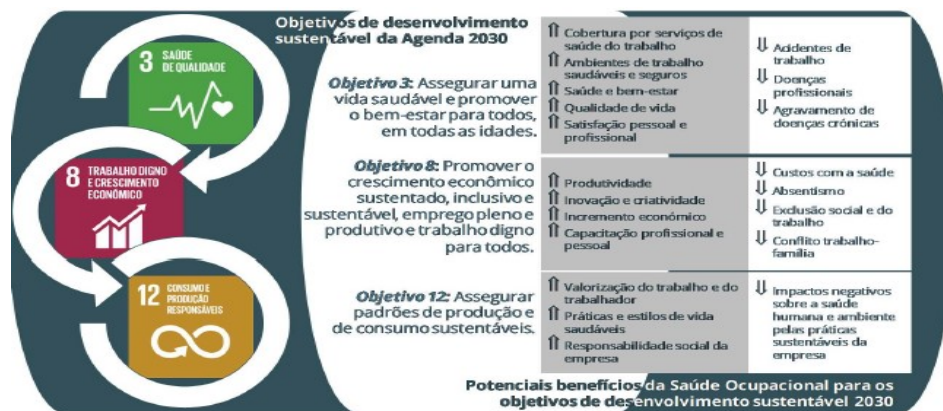 Objetivos de desenvolvimento
sustentável da Agenda 2030
3 SAÚDE
DE QUALIDADE
Objetivo 3: Assegurar uma
vida saudável e promover
o bem-estar para todos,
em todas as idades.
⇑ Cobertura por serviços de
saúde do trabalho
⇑ Ambientes de trabalho
saudáveis e seguros
⇑ Saúde e bem-estar
⇑ Qualidade de vida
⇑ Satisfação pessoal e
profissional
⇓ Acidentes de
trabalho
⇓ Doenças
profissionais
⇓ Agravamento de
doenças crónicas
8 TRABALHO DIGNO
E CRESCIMENTO
ECONÓMICO
Objetivo 8: Promover o
crescimento econômico
sustentado, inclusivo e
sustentável, emprego pleno e
produtivo e trabalho digno
para todos.
⇑ Produtividade
⇑ Inovação e criatividade
⇑ Incremento económico
⇑ Capacitação profissional e
pessoal
⇓ Custos com a saúde
⇓ Absentismo
⇓ Exclusão social e do
trabalho
⇓ Conflito trabalho-
família
12 CONSUMO E
PRODUÇÃO
RESPONSÁVEIS
Objetivo 12: Assegurar
padrões de produção e
de consumo sustentáveis.
⇑ Valorização do trabalho e do
trabalhador
⇑ Práticas e estilos de vida
saudáveis
⇑ Responsabilidade social da
empresa
⇓ Impactos negativos
sobre a saúde
humana e ambiente
pelas práticas
sustentáveis da
empresa
Potenciais benefícios da Saúde Ocupacional para os
objetivos de desenvolvimento sustentável 2030